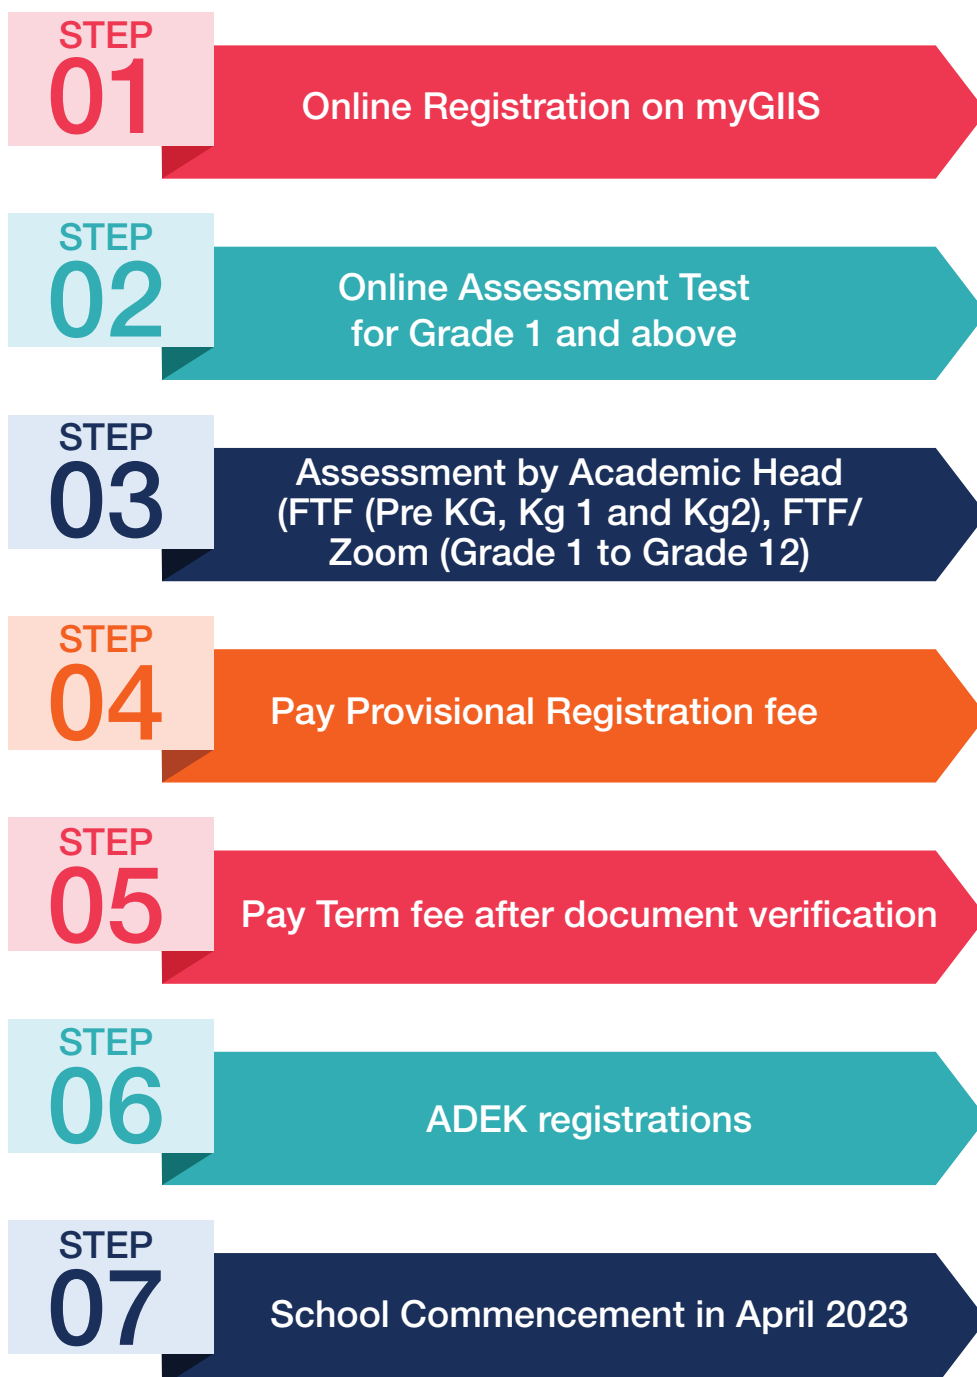 STEP
01
Online Registration on myGIIS
STEP
02
Online Assessment Test
for Grade 1 and above
STEP
03
Assessment by Academic Head
(FTF (Pre KG, Kg 1 and Kg2), FTF/
Zoom (Grade 1 to Grade 12)
STEP
04
Pay Provisional Registration fee
STEP
05
Pay Term fee after document verification
STEP
06
ADEK registrations
STEP
07
School Commencement in April 2023